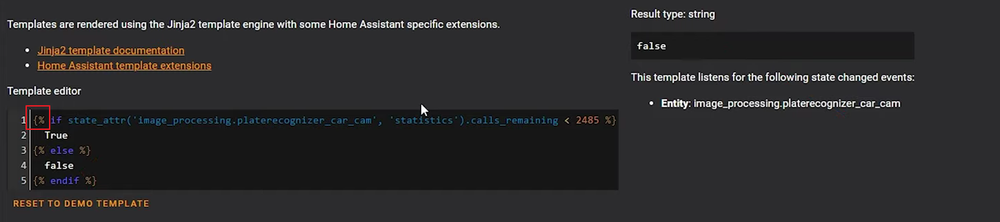 Templates are rendered using the Jinja2 template engine with some Home Assistant specific extensions.
Jinja2 template documentation
Home Assistant template extensions
Template editor
1 {% if state_attr('image_processing.platerecognizer_car_cam', 'statistics').calls_remaining < 2485 %}
2   True
3 {% else %}
4   false
5 {% endif %}
RESET TO DEMO TEMPLATE
Result type: string
false
This template listens for the following state changed events:
Entity: image_processing.platerecognizer_car_cam